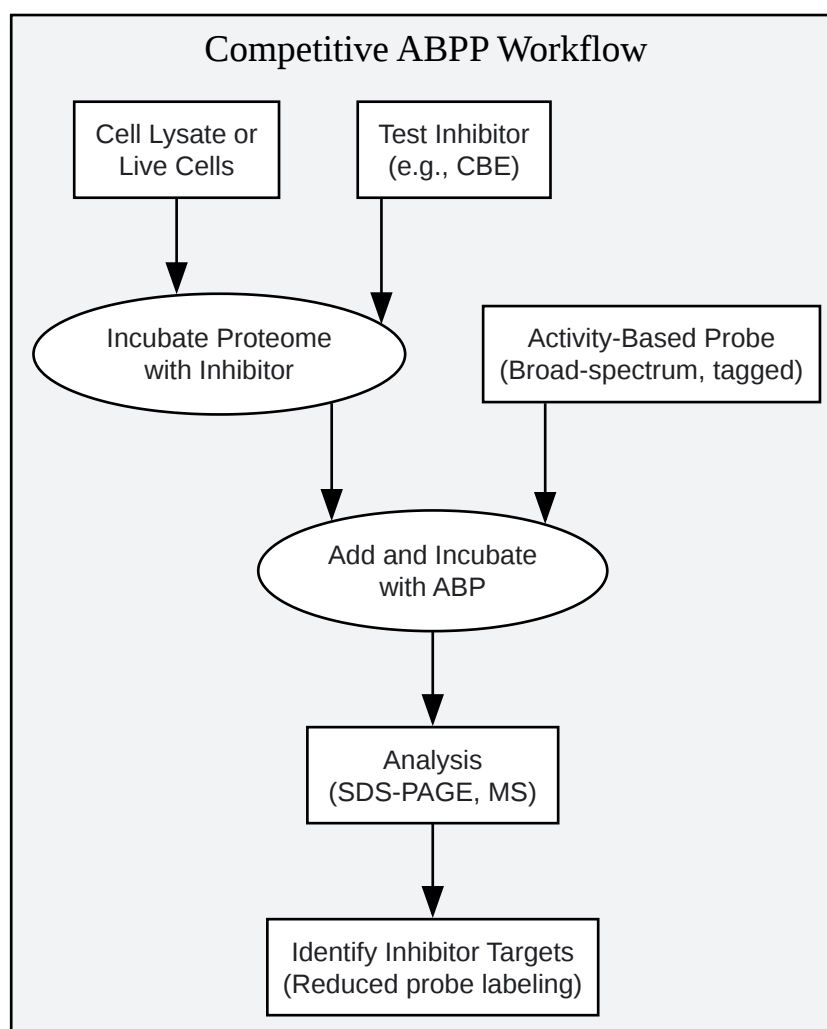 Competitive ABPP Workflow
Cell Lysate or
Live Cells
Test Inhibitor
(e.g., CBE)
Incubate Proteome
with Inhibitor
Activity-Based Probe
(Broad-spectrum, tagged)
Add and Incubate
with ABP
Analysis
(SDS-PAGE, MS)
Identify Inhibitor Targets
(Reduced probe labeling)